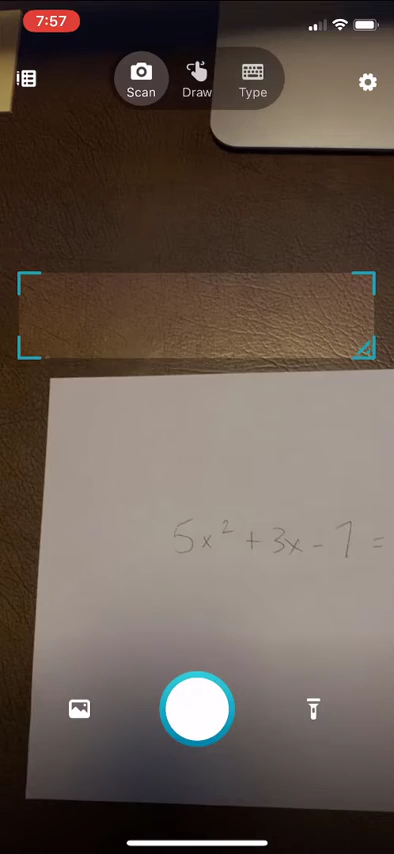 7:57
Scan
Draw
Type
5x² + 3x - 7 =